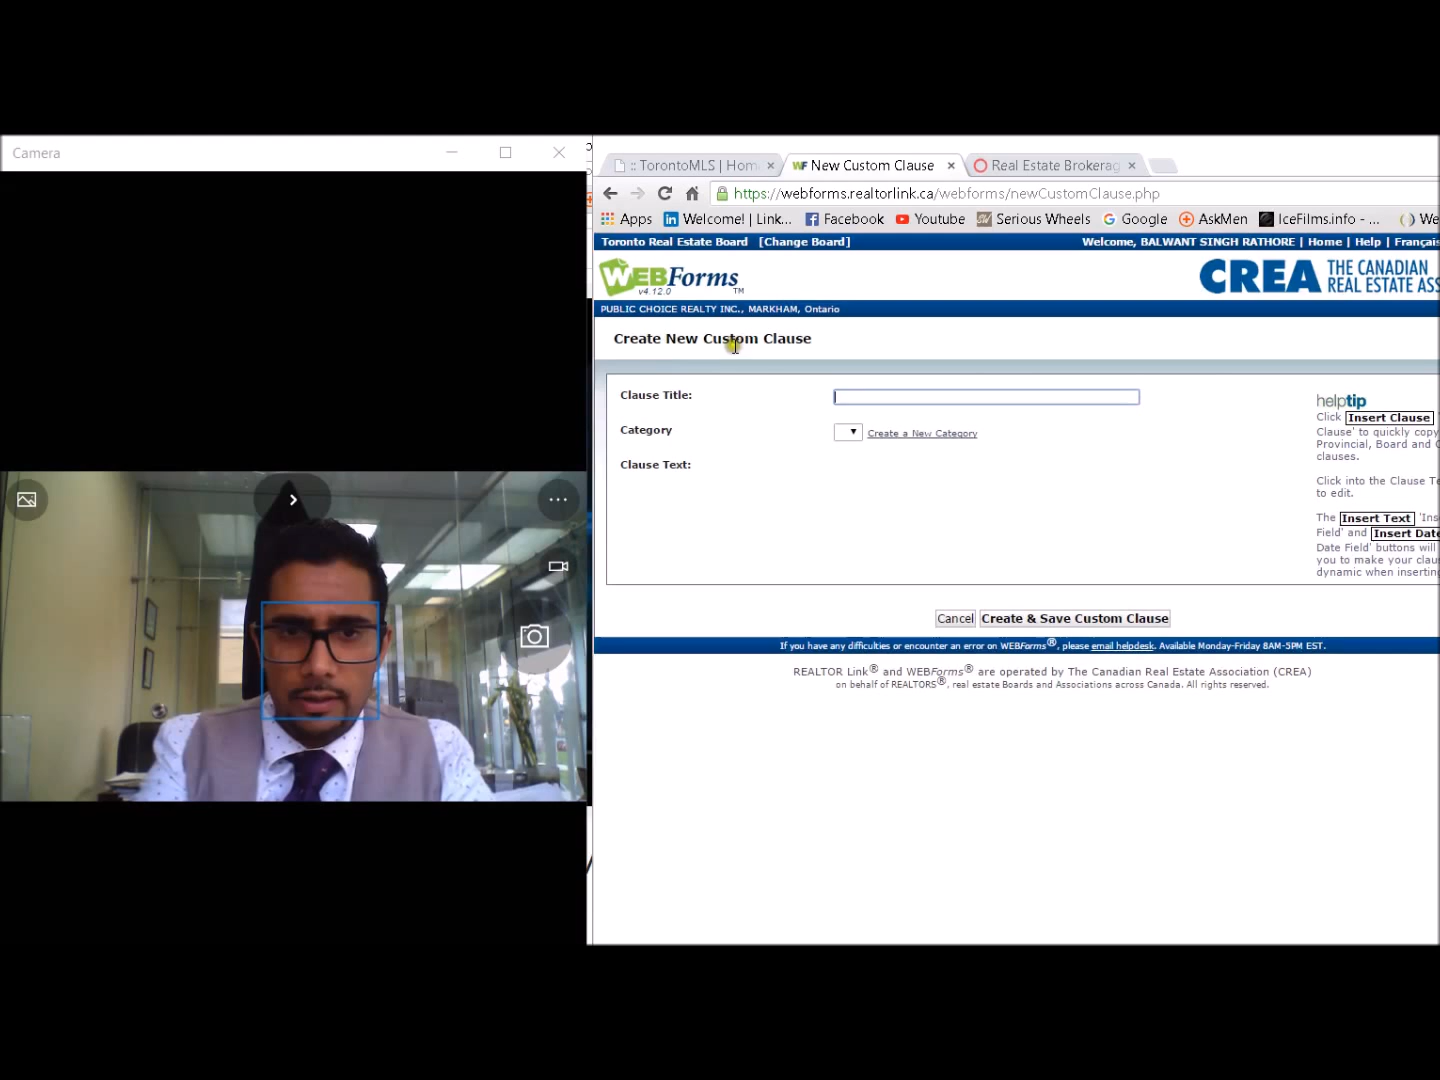 Camera
:: TorontoMLS | Hom
New Custom Clause
Real Estate Brokerag
https://webforms.realtorlink.ca/webforms/newCustomClause.php
Apps
Welcome! | Link...
Facebook
Youtube
Serious Wheels
Google
AskMen
IceFilms.info - ...
We
Toronto Real Estate Board [Change Board]
Welcome, BALWANT SINGH RATHORE | Home | Help | Français
WEBForms TM
v4.12.0
CREA THE CANADIAN
REAL ESTATE ASS
PUBLIC CHOICE REALTY INC., MARKHAM, Ontario
Create New Custom Clause
Clause Title:
Category
Create a New Category
Clause Text:
helptip
Click Insert Clause
Clause' to quickly copy
Provincial, Board and
clauses.
Click into the Clause Te
to edit.
The Insert Text 'Ins
Field' and Insert Date
Date Field' buttons will
you to make your clau
dynamic when inserting
Cancel
Create & Save Custom Clause
If you have any difficulties or encounter an error on WEBForms®, please email helpdesk. Available Monday-Friday 8AM-5PM EST.
REALTOR Link® and WEBForms® are operated by The Canadian Real Estate Association (CREA)
on behalf of REALTORS®, real estate Boards and Associations across Canada. All rights reserved.